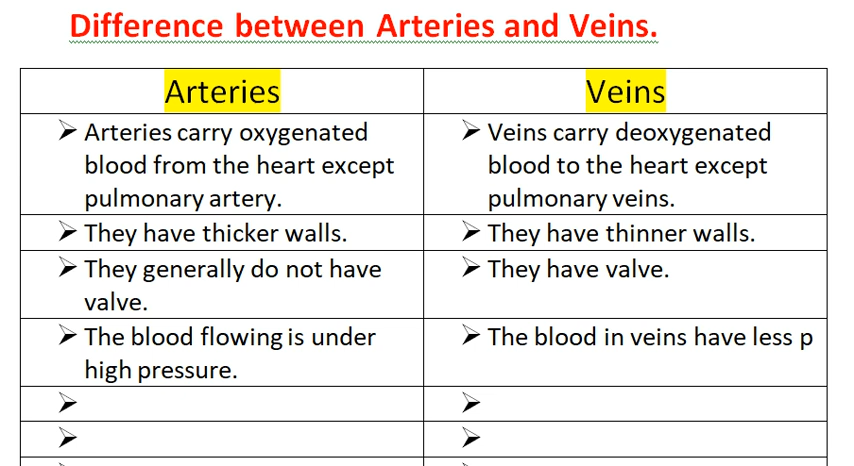 Difference between Arteries and Veins.
Arteries
Veins
➢ Arteries carry oxygenated
blood from the heart except
pulmonary artery.
➢ Veins carry deoxygenated
blood to the heart except
pulmonary veins.
➢ They have thicker walls.
➢ They have thinner walls.
➢ They generally do not have
valve.
➢ They have valve.
➢ The blood flowing is under
high pressure.
➢ The blood in veins have less p
➢
➢
➢
➢